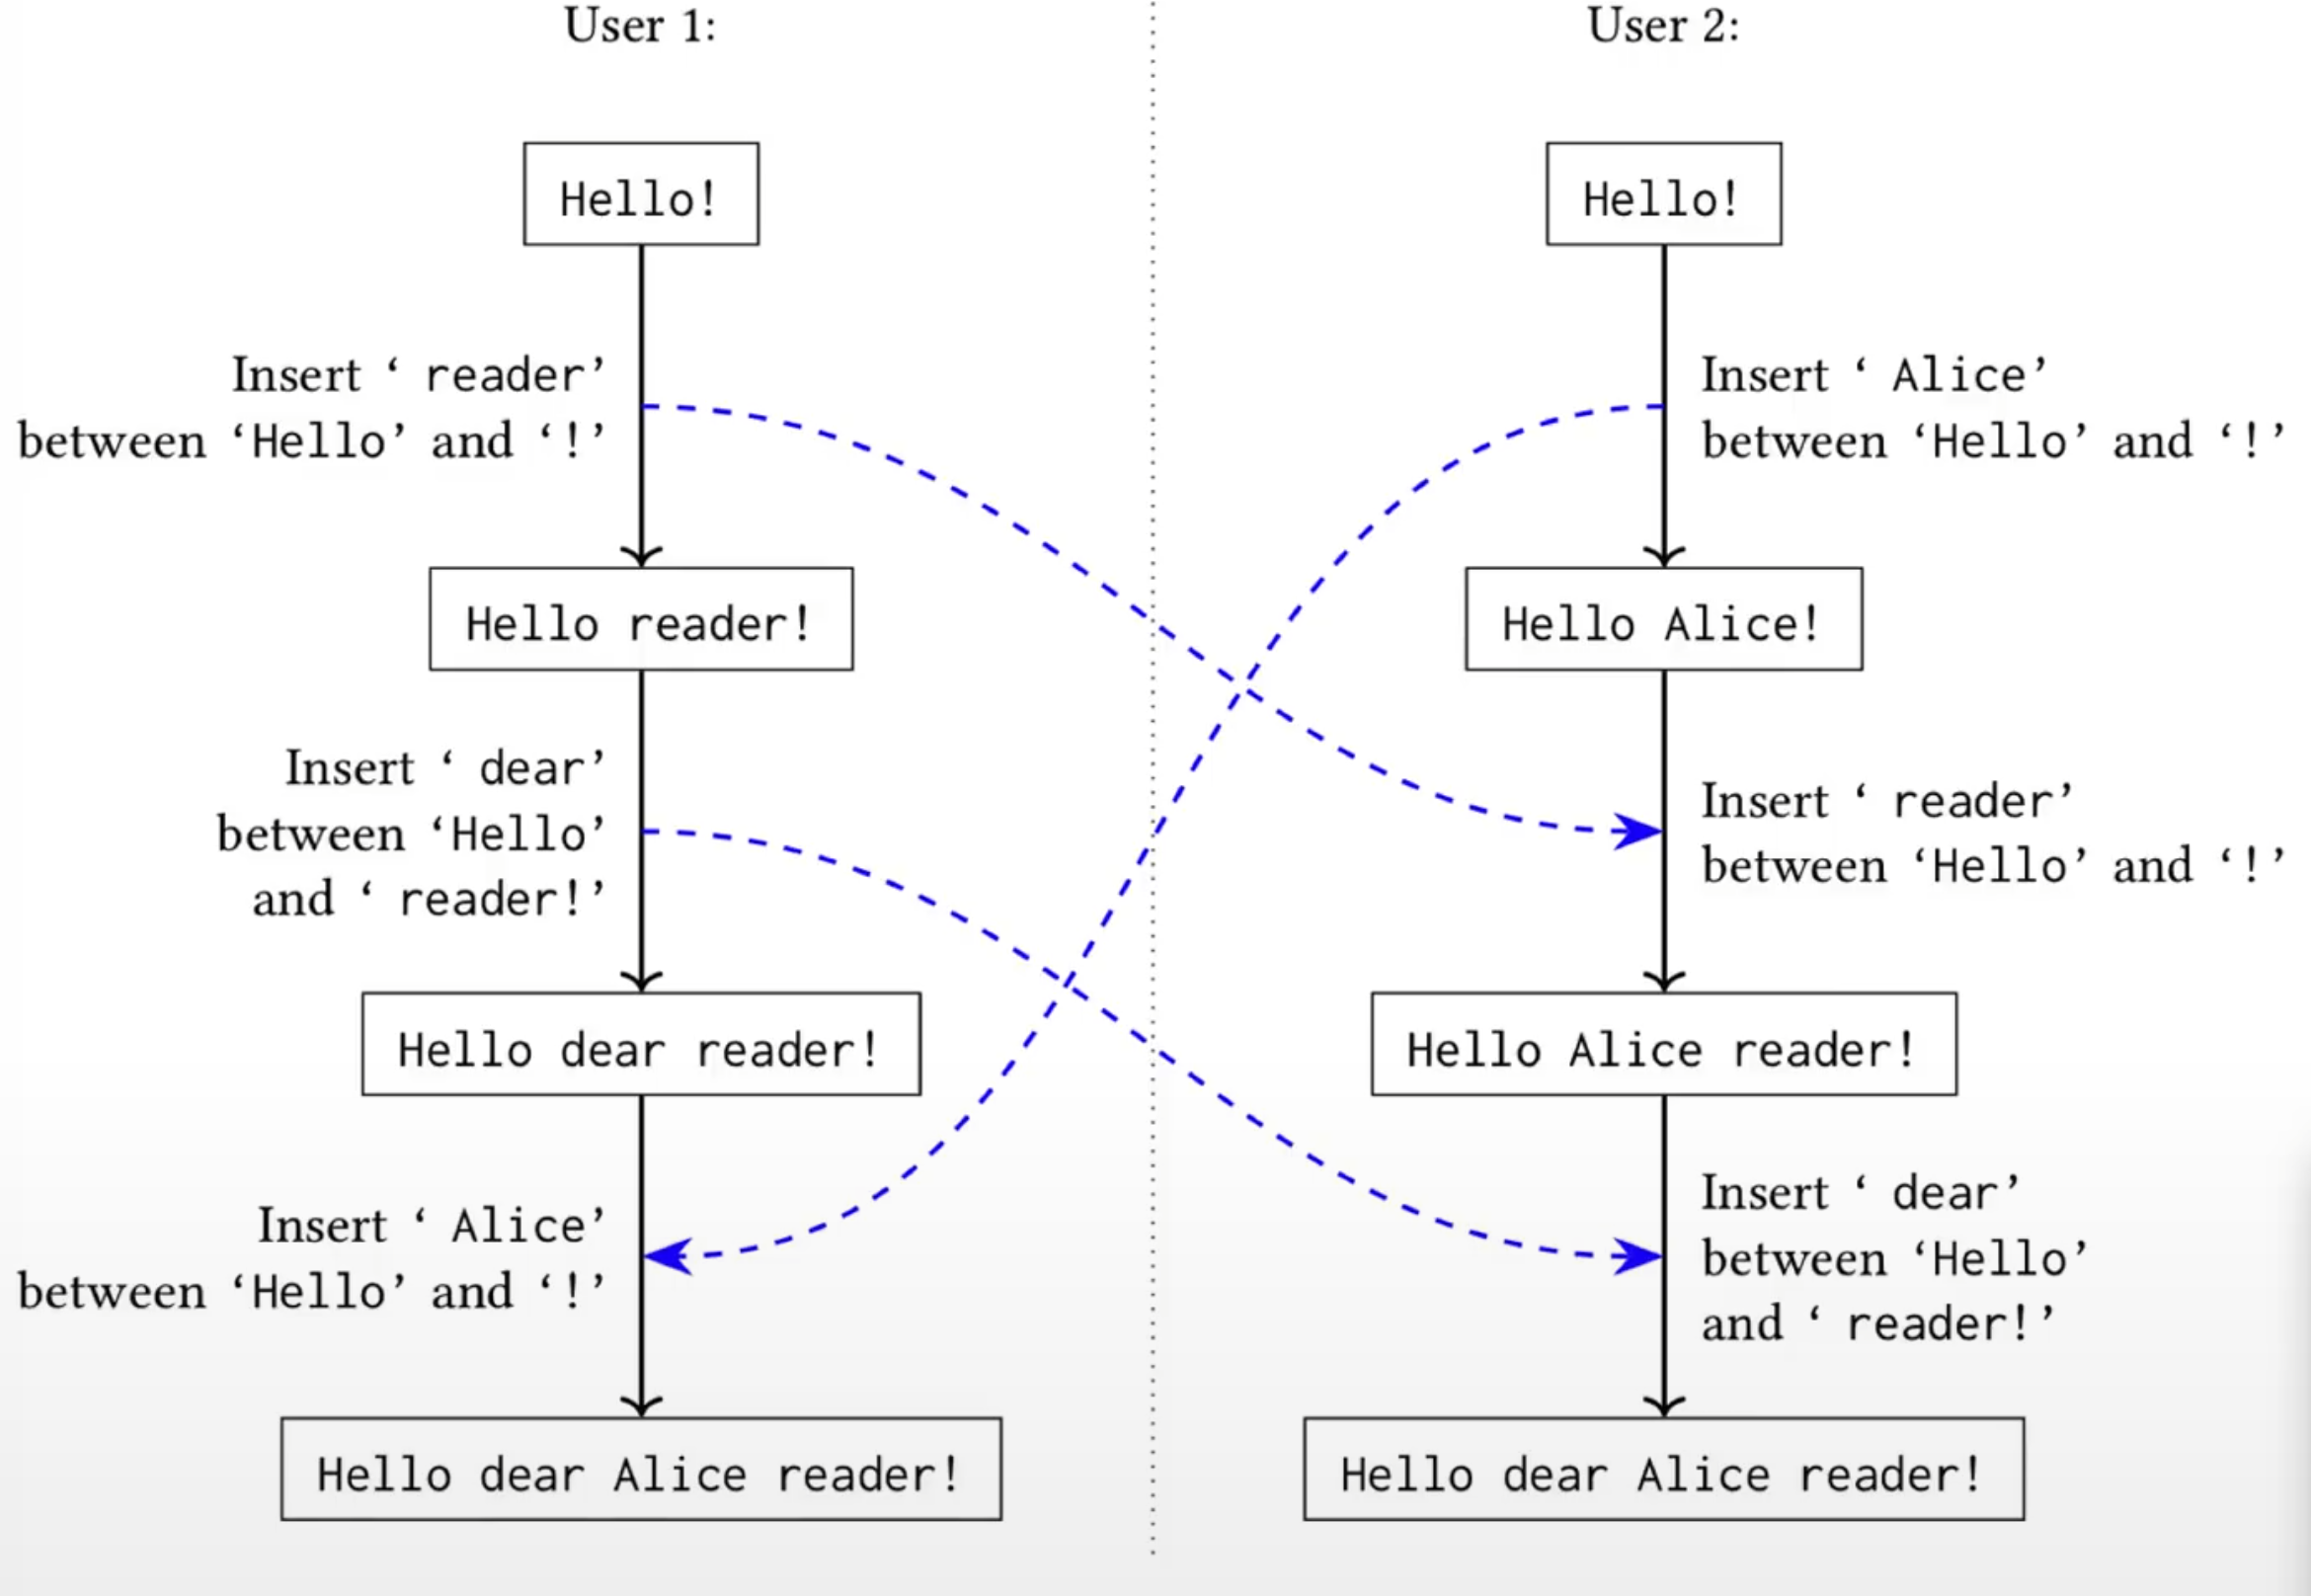 User 1:
Hello!
Insert ‘ reader’
between ‘Hello’ and ‘!’
Hello reader!
Insert ‘ dear’
between ‘Hello’
and ‘ reader!’
Hello dear reader!
Insert ‘ Alice’
between ‘Hello’ and ‘!’
Hello dear Alice reader!
User 2:
Hello!
Insert ‘ Alice’
between ‘Hello’ and ‘!’
Hello Alice!
Insert ‘ reader’
between ‘Hello’ and ‘!’
Hello Alice reader!
Insert ‘ dear’
between ‘Hello’
and ‘ reader!’
Hello dear Alice reader!